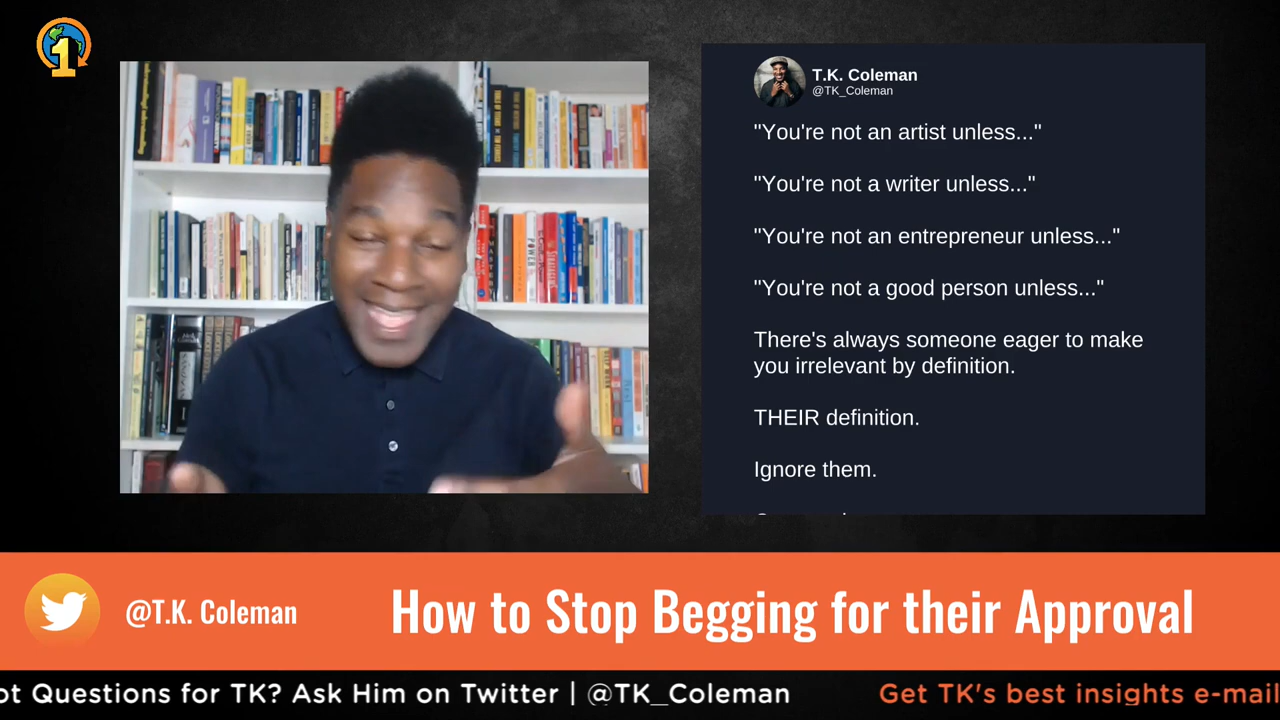 1
T.K. Coleman
@TK_Coleman
"You're not an artist unless..."
"You're not a writer unless..."
"You're not an entrepreneur unless..."
"You're not a good person unless..."
There's always someone eager to make
you irrelevant by definition.
THEIR definition.
Ignore them.
@T.K. Coleman
How to Stop Begging for their Approval
ot Questions for TK? Ask Him on Twitter | @TK_Coleman
Get TK's best insights e-mail
POWER